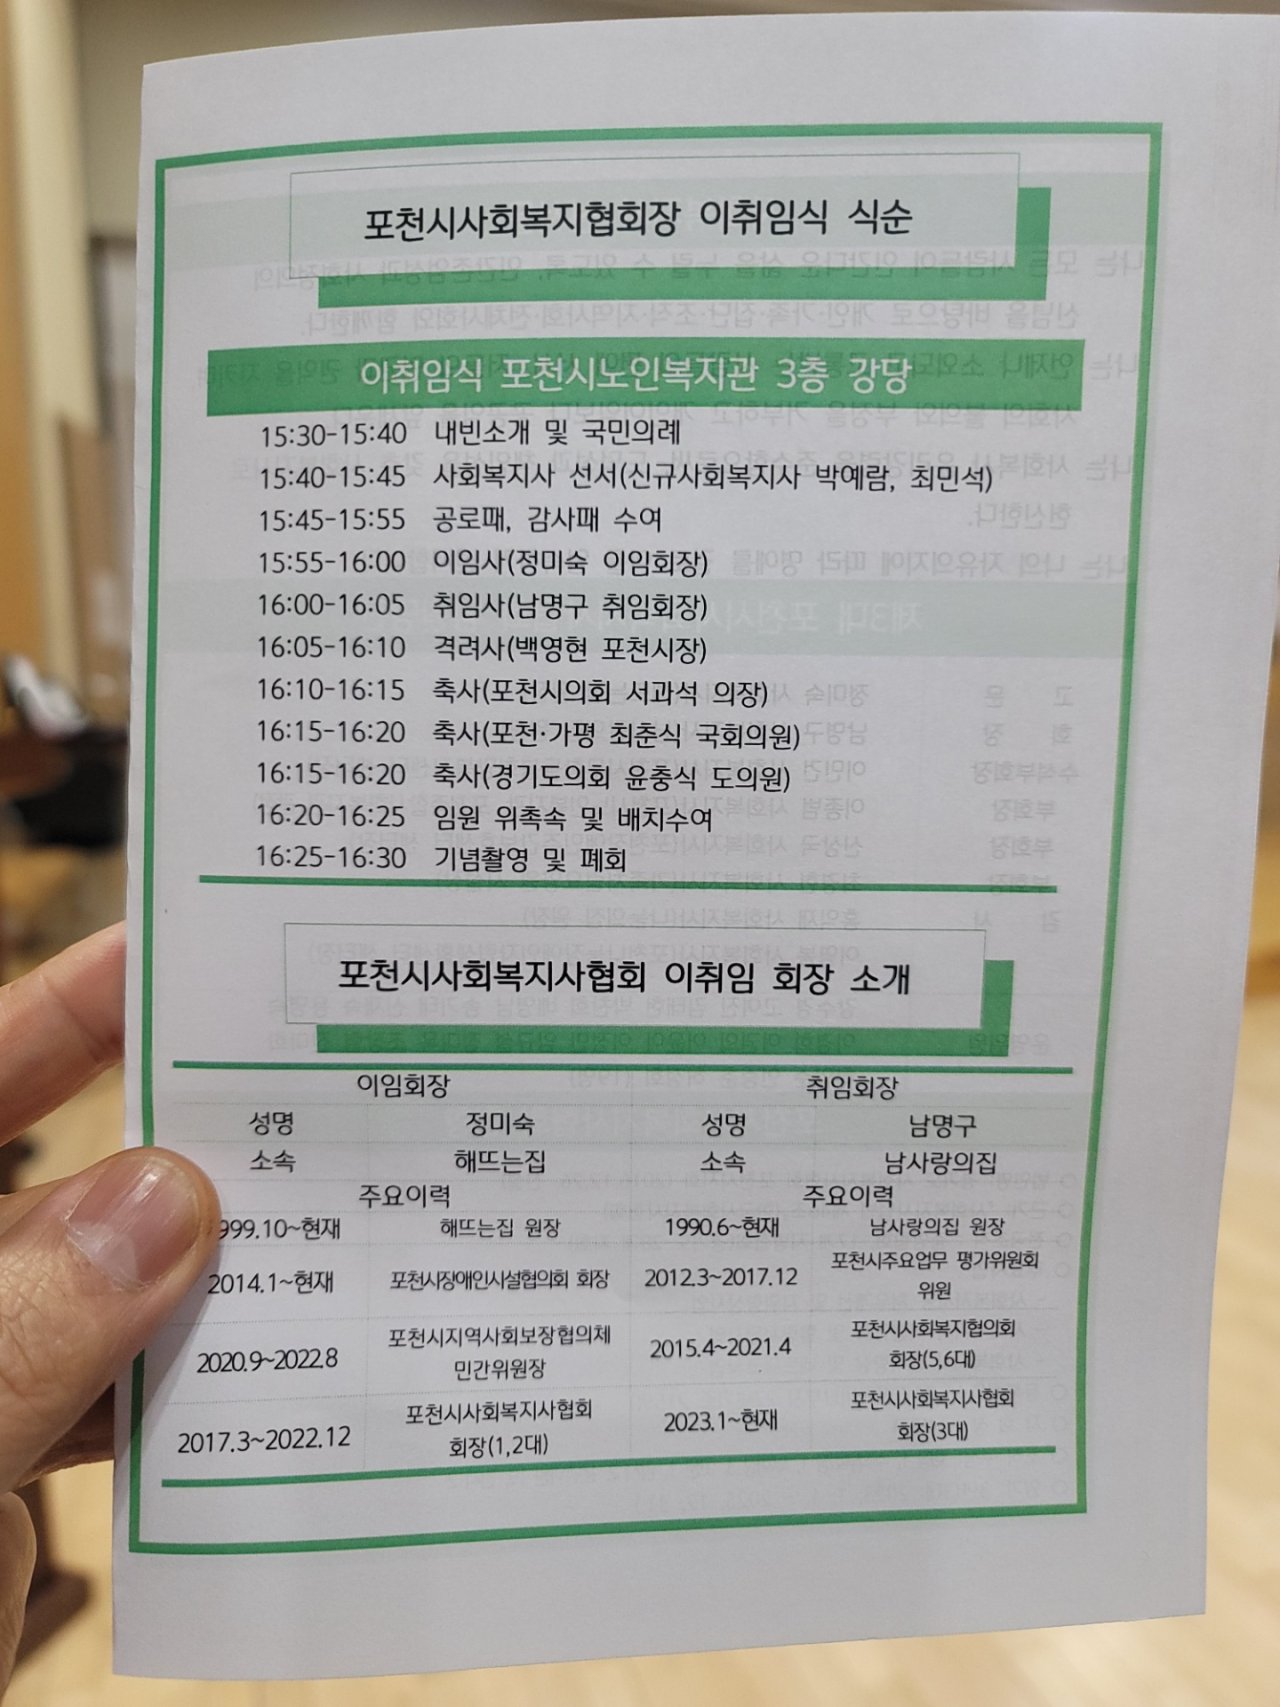 포천시사회복지협회장 이취임식 식순
이취임식 포천시노인복지관 3층 강당
15:30-15:40 내빈소개 및 국민의례
15:40-15:45 사회복지사 선서(신규사회복지사 박예람, 최민석)
15:45-15:55 공로패, 감사패 수여
15:55-16:00 이임사(정미숙 이임회장)
16:00-16:05 취임사(남명구 취임회장)
16:05-16:10 격려사(백영현 포천시장)
16:10-16:15 축사(포천시의회 서과석 의장)
16:15-16:20 축사(포천·가평 최춘식 국회의원)
16:15-16:20 축사(경기도의회 윤충식 도의원)
16:20-16:25 임원 위촉속 및 배치수여
16:25-16:30 기념촬영 및 폐회
포천시사회복지사협회 이취임 회장 소개
이임회장 취임회장
성명 정미숙 성명 남명구
소속 해뜨는집 소속 남사랑의집
주요이력 주요이력
999.10~현재 해뜨는집 원장 1990.6~현재 남사랑의집 원장
2014.1~현재 포천시장애인시설협의회 회장 2012.3~2017.12 포천시주요업무 평가위원회
위원
2020.9~2022.8 포천시지역사회보장협의체 2015.4~2021.4 포천시사회복지협의회
민간위원장 회장(5,6대)
2017.3~2022.12 포천시사회복지사협회 2023.1~현재 포천시사회복지사협회
회장(1,2대) 회장(3대)